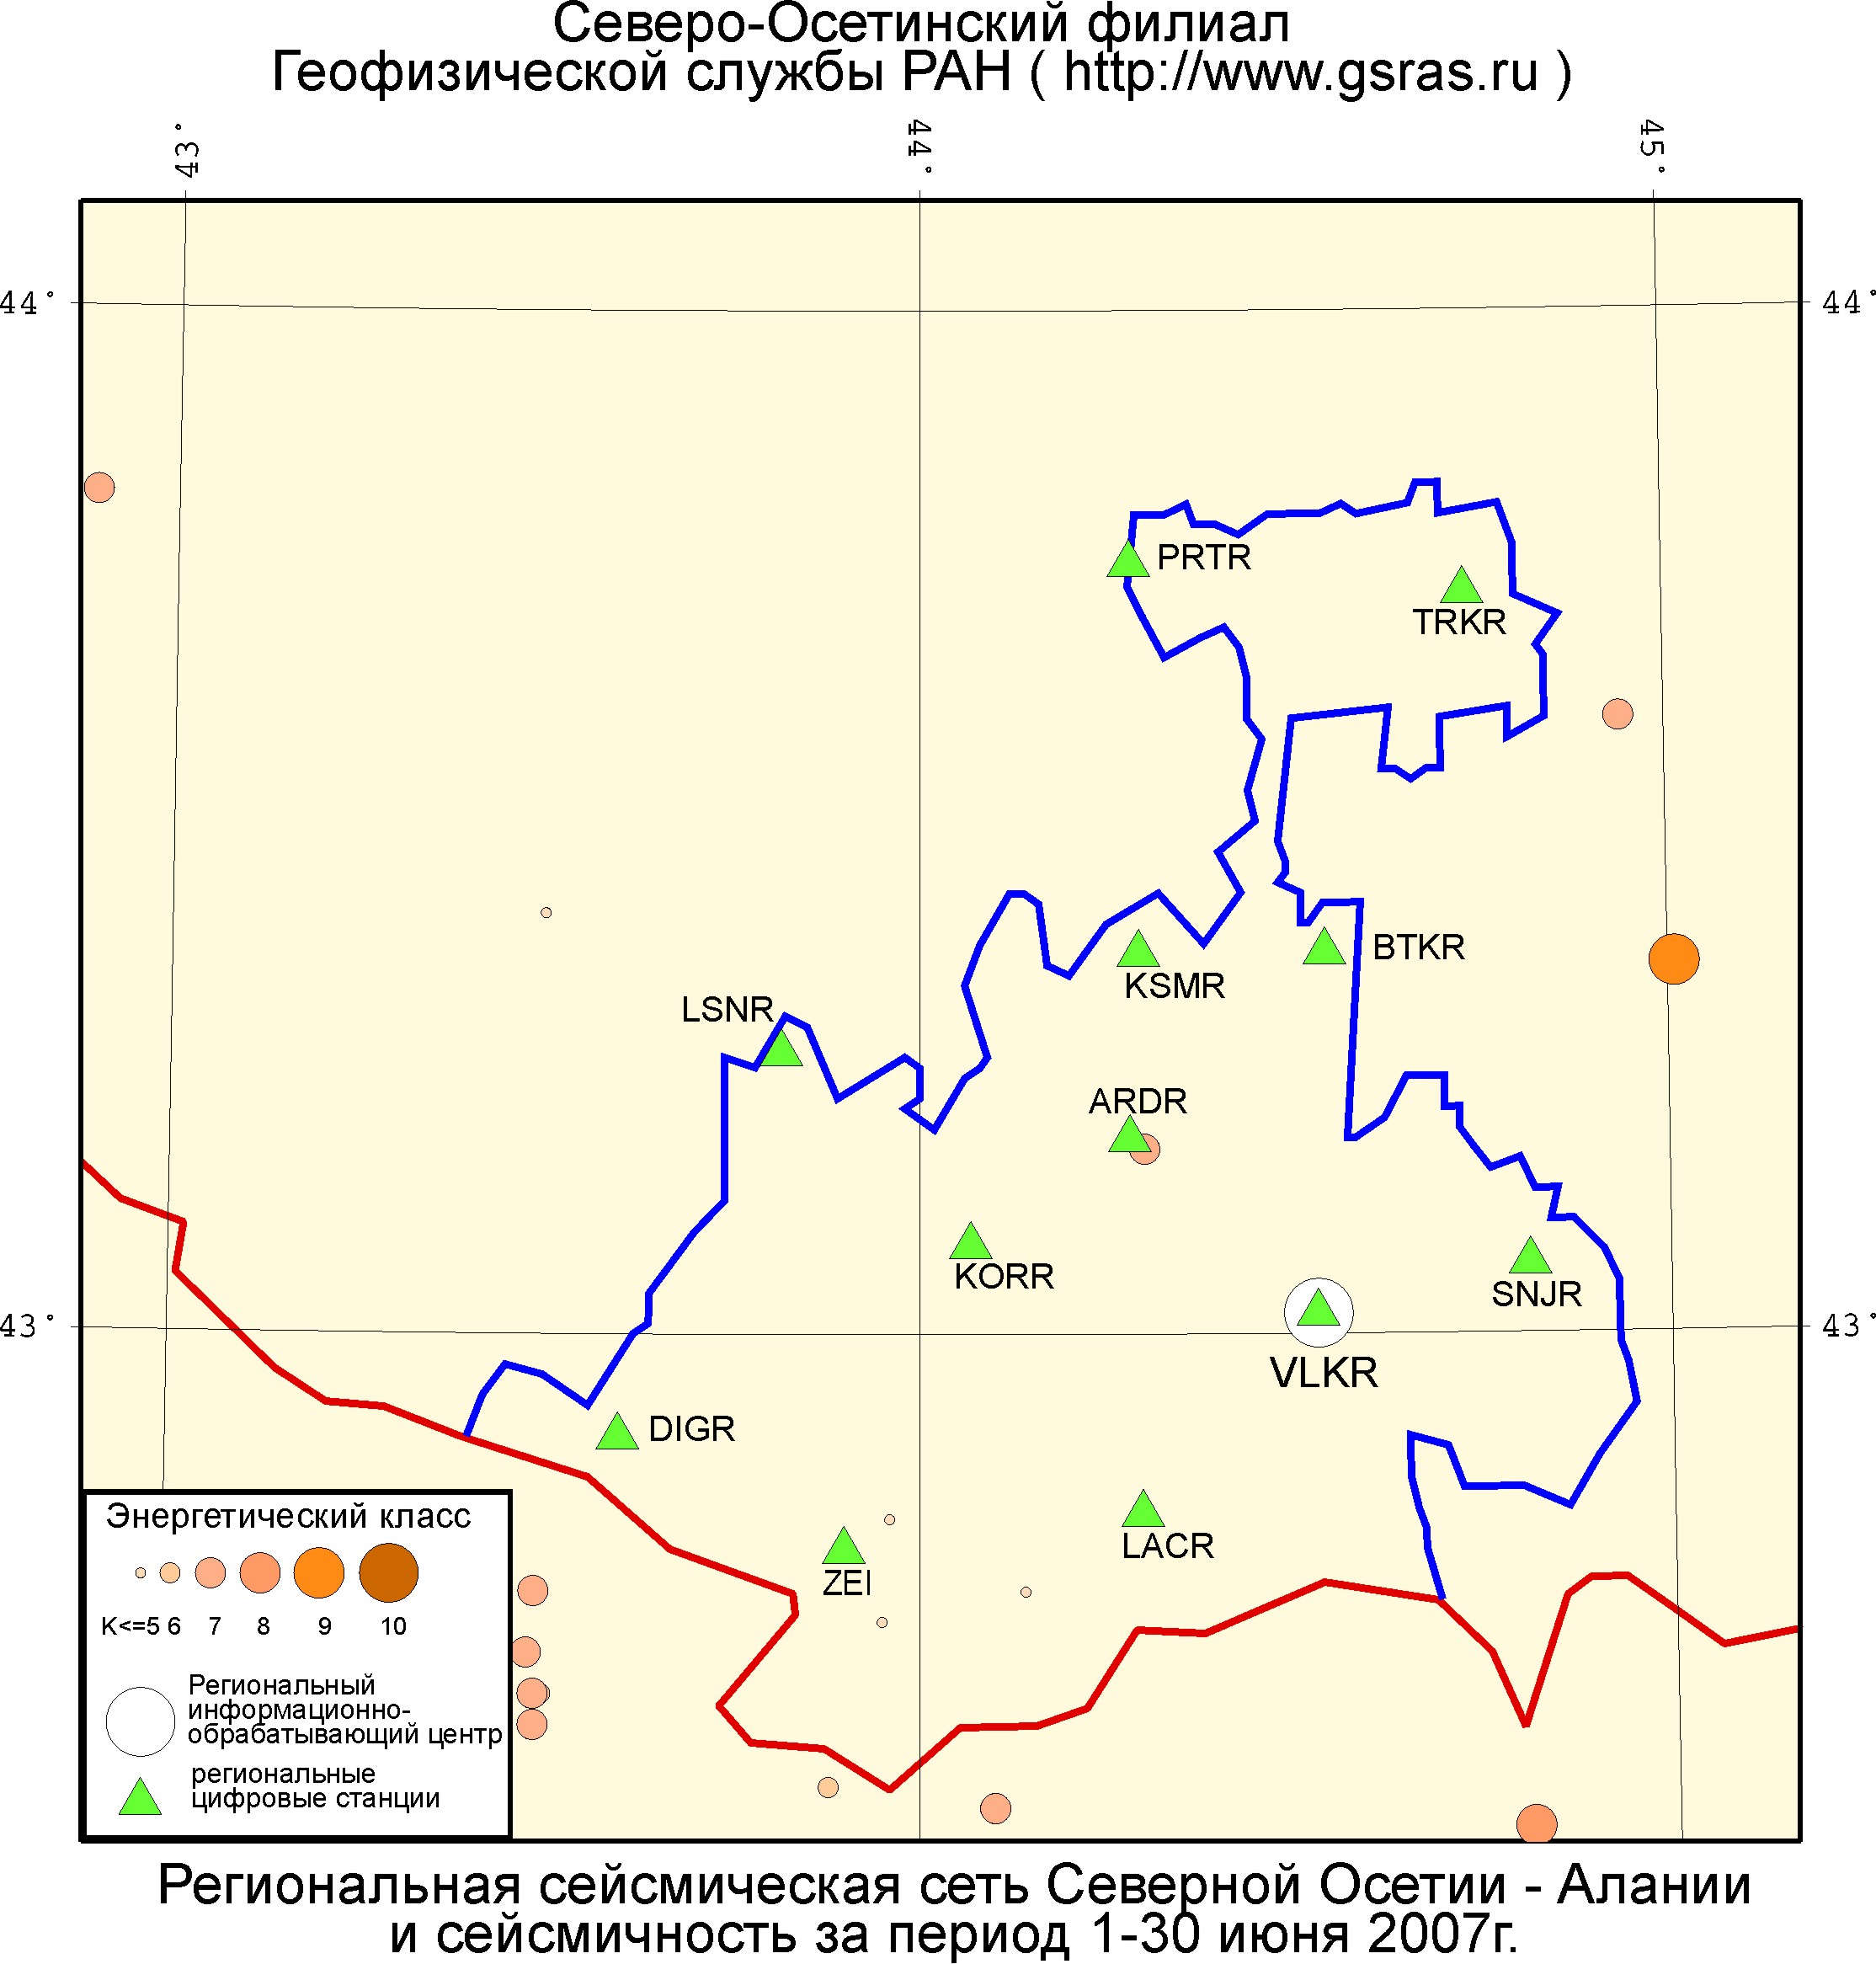 Северо-Осетинский филиал
Геофизической службы РАН ( http://www.gsras.ru )
43°
44°
45°
44°
44°
PRTR
TRKR
BTKR
KSMR
LSNR
ARDR
KORR
SNJR
43°
43°
VLKR
DIGR
LACR
ZEI
Энергетический класс
K<=5 6 7 8 9 10
Региональный
информационно-
обрабатывающий центр
региональные
цифровые станции
Региональная сейсмическая сеть Северной Осетии - Алании
и сейсмичность за период 1-30 июня 2007г.